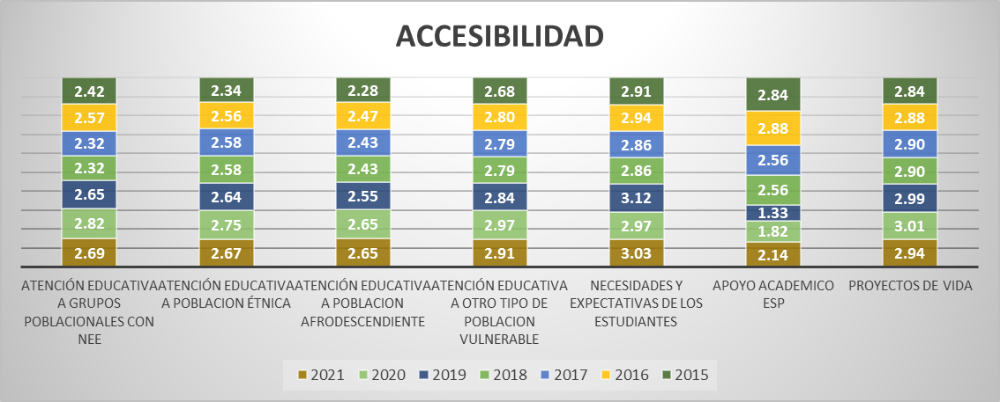 ACCESIBILIDAD
2.42 2.34 2.28 2.68 2.91 2.84 2.84
2.57 2.56 2.47 2.80 2.94 2.88 2.88
2.32 2.58 2.43 2.79 2.86 2.56 2.90
2.32 2.58 2.43 2.79 2.86 2.56 2.90
2.65 2.64 2.55 2.84 3.12 1.33 2.99
2.82 2.75 2.65 2.97 2.97 1.82 3.01
2.69 2.67 2.65 2.91 3.03 2.14 2.94
ATENCIÓN EDUCATIVA
A GRUPOS
POBLACIONALES CON
NEE
ATENCIÓN EDUCATIVA
A POBLACION ÉTNICA
ATENCIÓN EDUCATIVA
A POBLACION
AFRODESCENDIENTE
ATENCIÓN EDUCATIVA
A OTRO TIPO DE
POBLACION
VULNERABLE
NECESIDADES Y
EXPECTATIVAS DE LOS
ESTUDIANTES
APOYO ACADEMICO
ESP
PROYECTOS DE VIDA
2021 2020 2019 2018 2017 2016 2015